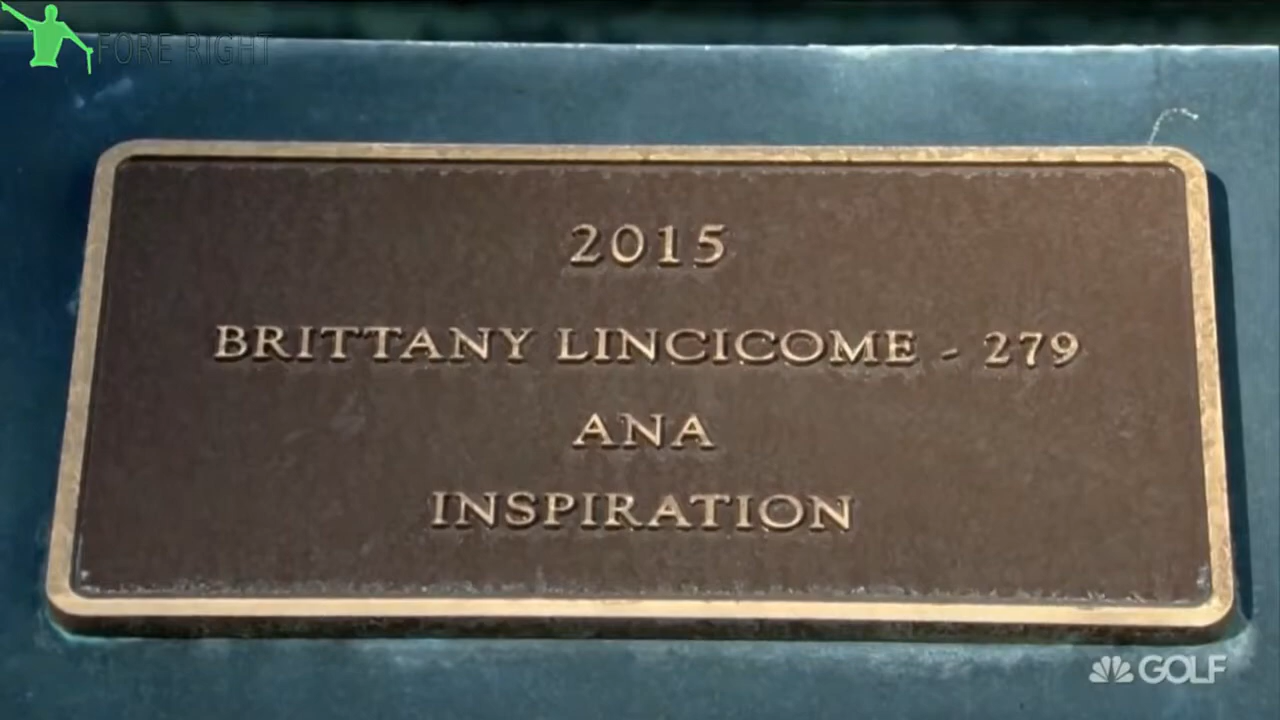 FORE RIGHT
2015
BRITTANY LINCICOME - 279
ANA
INSPIRATION
GOLF